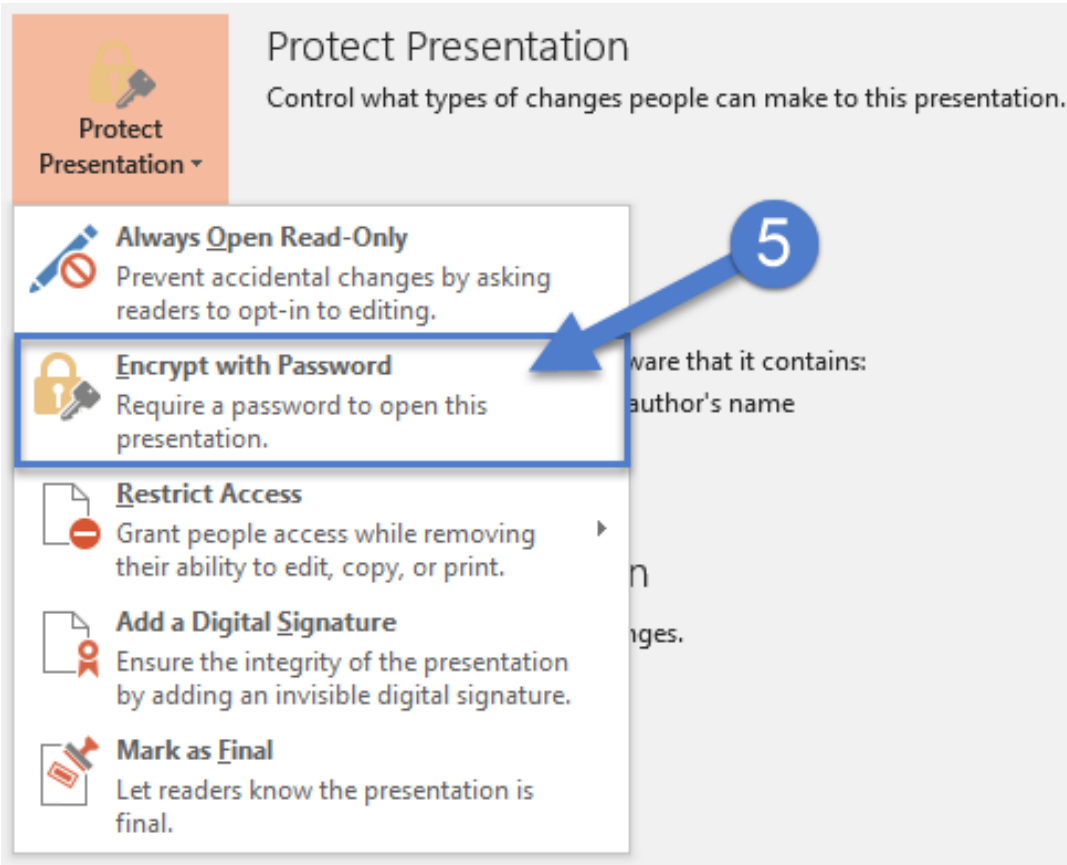 Protect Presentation
Control what types of changes people can make to this presentation.
Protect
Presentation
Always Open Read-Only
Prevent accidental changes by asking
readers to opt-in to editing.
5
Encrypt with Password
Require a password to open this
presentation.
ware that it contains:
author's name
Restrict Access
Grant people access while removing
their ability to edit, copy, or print.
n
Add a Digital Signature
Ensure the integrity of the presentation
by adding an invisible digital signature.
nges.
Mark as Final
Let readers know the presentation is
final.